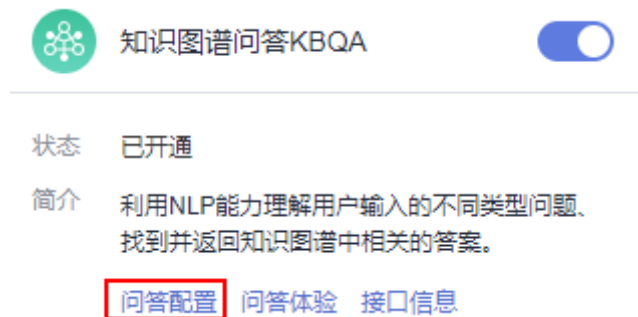 知识图谱问答KBQA
状态 已开通
简介 利用NLP能力理解用户输入的不同类型问题、
找到并返回知识图谱中相关的答案。
问答配置 问答体验 接口信息